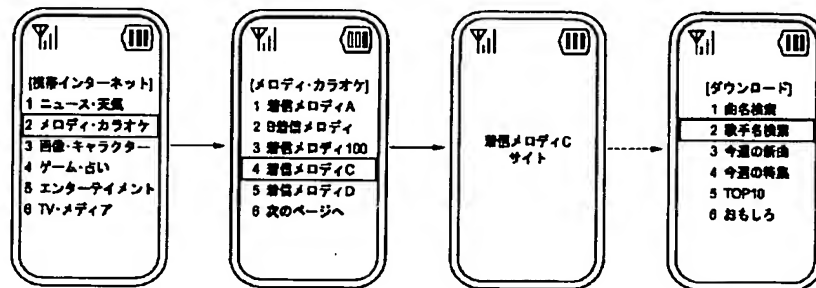 [携帯インターネット]
1 ニュース・天気
2 メロディ・カラオケ
3 画像・キャラクター
4 ゲーム・占い
5 エンターテイメント
6 TV・メディア
[メロディ・カラオケ]
1 着信メロディA
2 B着信メロディ
3 着信メロディ100
4 着信メロディC
5 着信メロディD
6 次のページへ
着信メロディC
サイト
[ダウンロード]
1 曲名検索
2 歌手名検索
3 今週の新曲
4 今週の特集
5 TOP10
6 おもしろ